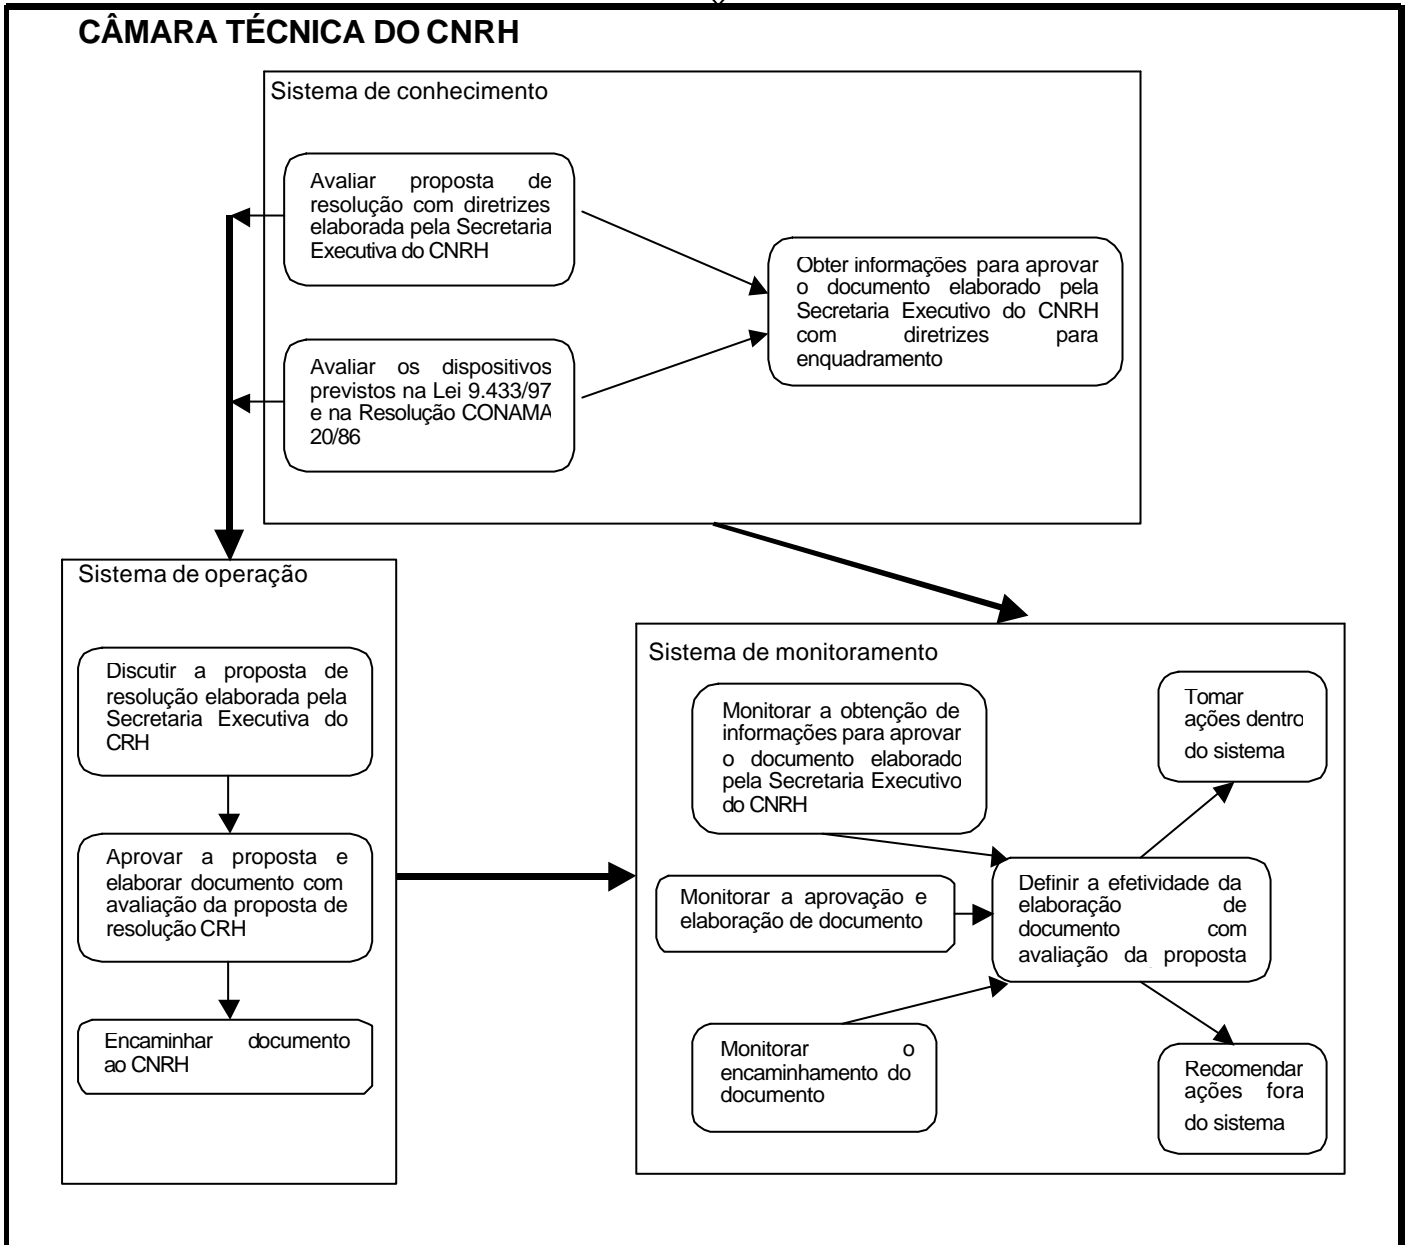 CÂMARA TÉCNICA DO CNRH
Sistema de conhecimento
Avaliar proposta de
resolução com diretrizes
elaborada pela Secretaria
Executiva do CNRH
Obter informações para aprovar
o documento elaborado pela
Secretaria Executivo do CNRH
com diretrizes para
enquadramento
Avaliar os dispositivos
previstos na Lei 9.433/97
e na Resolução CONAMA
20/86
Sistema de operação
Discutir a proposta de
resolução elaborada pela
Secretaria Executiva do
CRH
Aprovar a proposta e
elaborar documento com
avaliação da proposta de
resolução CRH
Encaminhar documento
ao CNRH
Sistema de monitoramento
Monitorar a obtenção de
informações para aprovar
o documento elaborado
pela Secretaria Executivo
do CNRH
Monitorar a aprovação e
elaboração de documento
Monitorar o
encaminhamento do
documento
Definir a efetividade da
elaboração de
documento com
avaliação da proposta
Tomar
ações dentro
do sistema
Recomendar
ações fora
do sistema